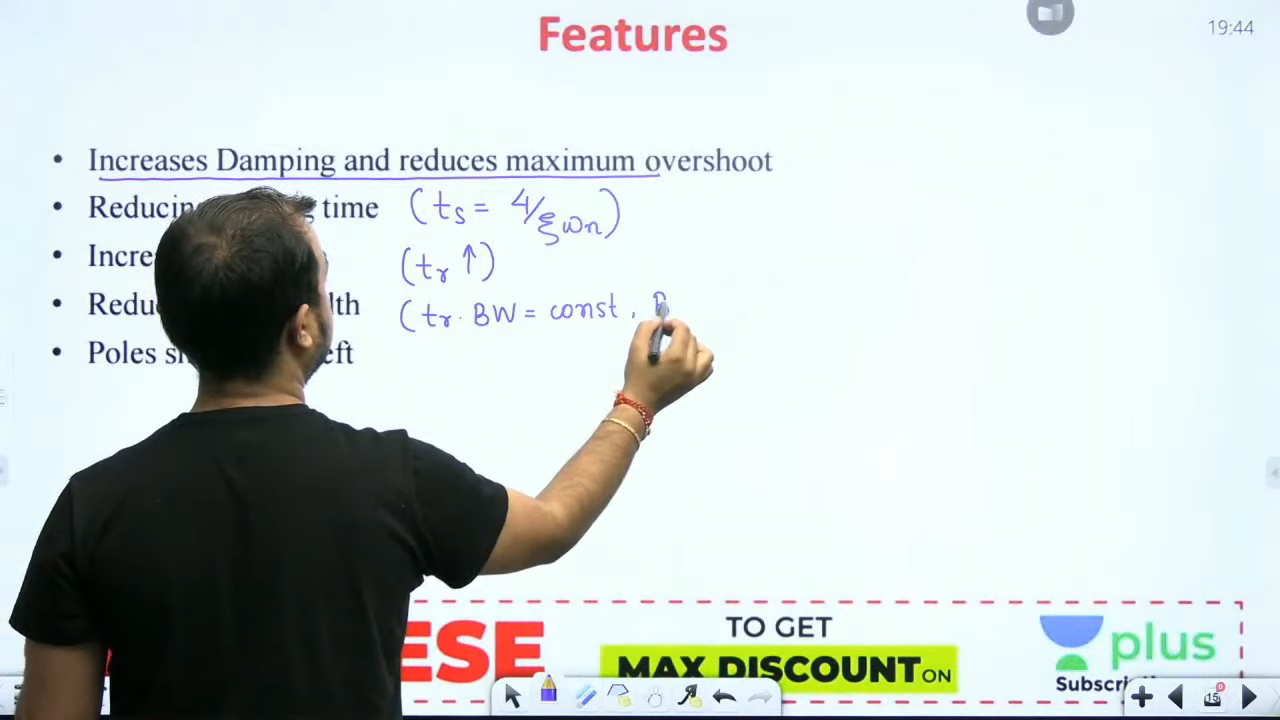 Features
19:44
• Increases Damping and reduces maximum overshoot
• Reducin time (ts = 4/ξωn)
• Incre (tr ↑)
• Redu (tr. BW = const,
• Poles s eft
ESE
TO GET
MAX DISCOUNT ON
plus
Subscri
15